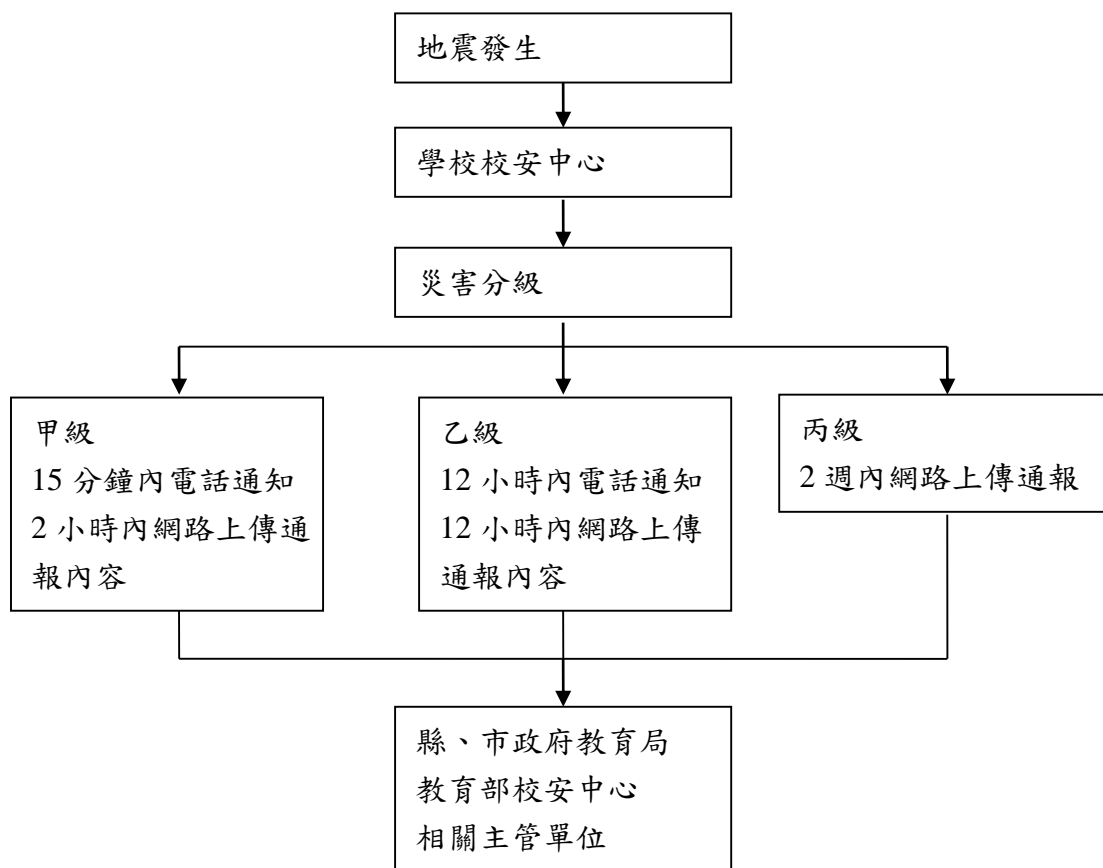 地震發生
學校校安中心
災害分級
甲級
15 分鐘內電話通知
2 小時內網路上傳通
報內容
乙級
12 小時內電話通知
12 小時內網路上傳
通報內容
丙級
2 週內網路上傳通報
縣、市政府教育局
教育部校安中心
相關主管單位